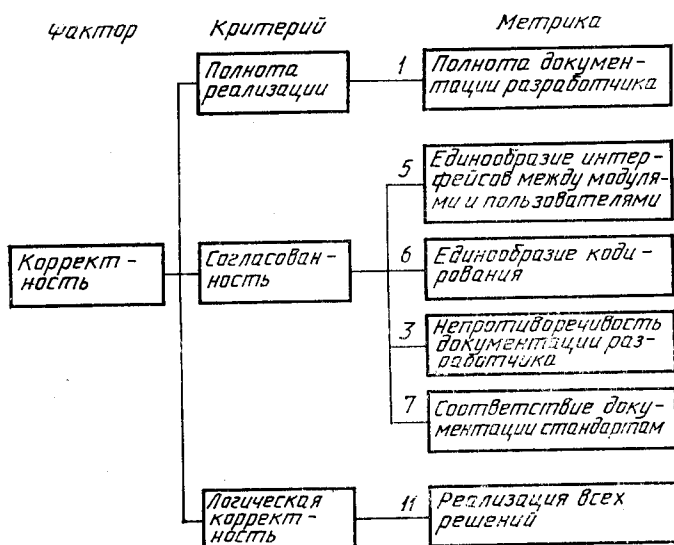 Фактор Критерий Метрика
Полнота
реализации
1
Полнота докумен-
тации разработчика
5
Единообразие интер-
фейсов между модуля-
ми и пользователями
Коррект-
ность
Согласован-
ность
6
Единообразие коди-
рования
3
Непротиворечивость
документации раз-
работчика
7
Соответствие доку-
ментации стандартам
Логическая
коррект-
ность
11
Реализация всех
решений